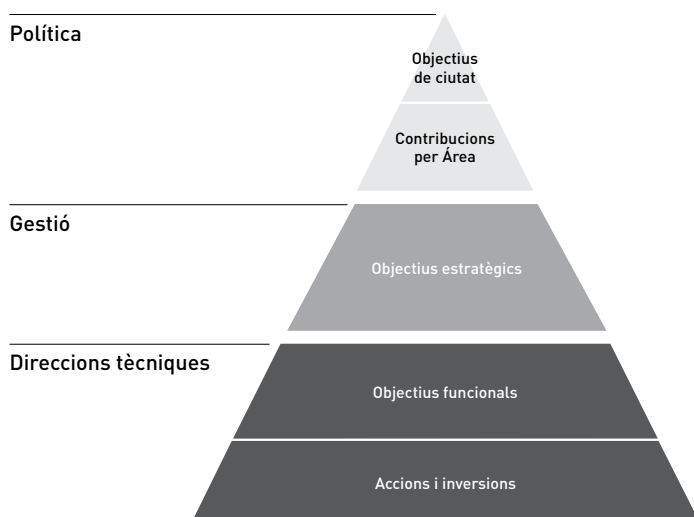 Política
Objectius
de ciutat
Contribucions
per Área
Gestió
Objectius estratègics
Direccions tècniques
Objectius funcionals
Accions i inversions